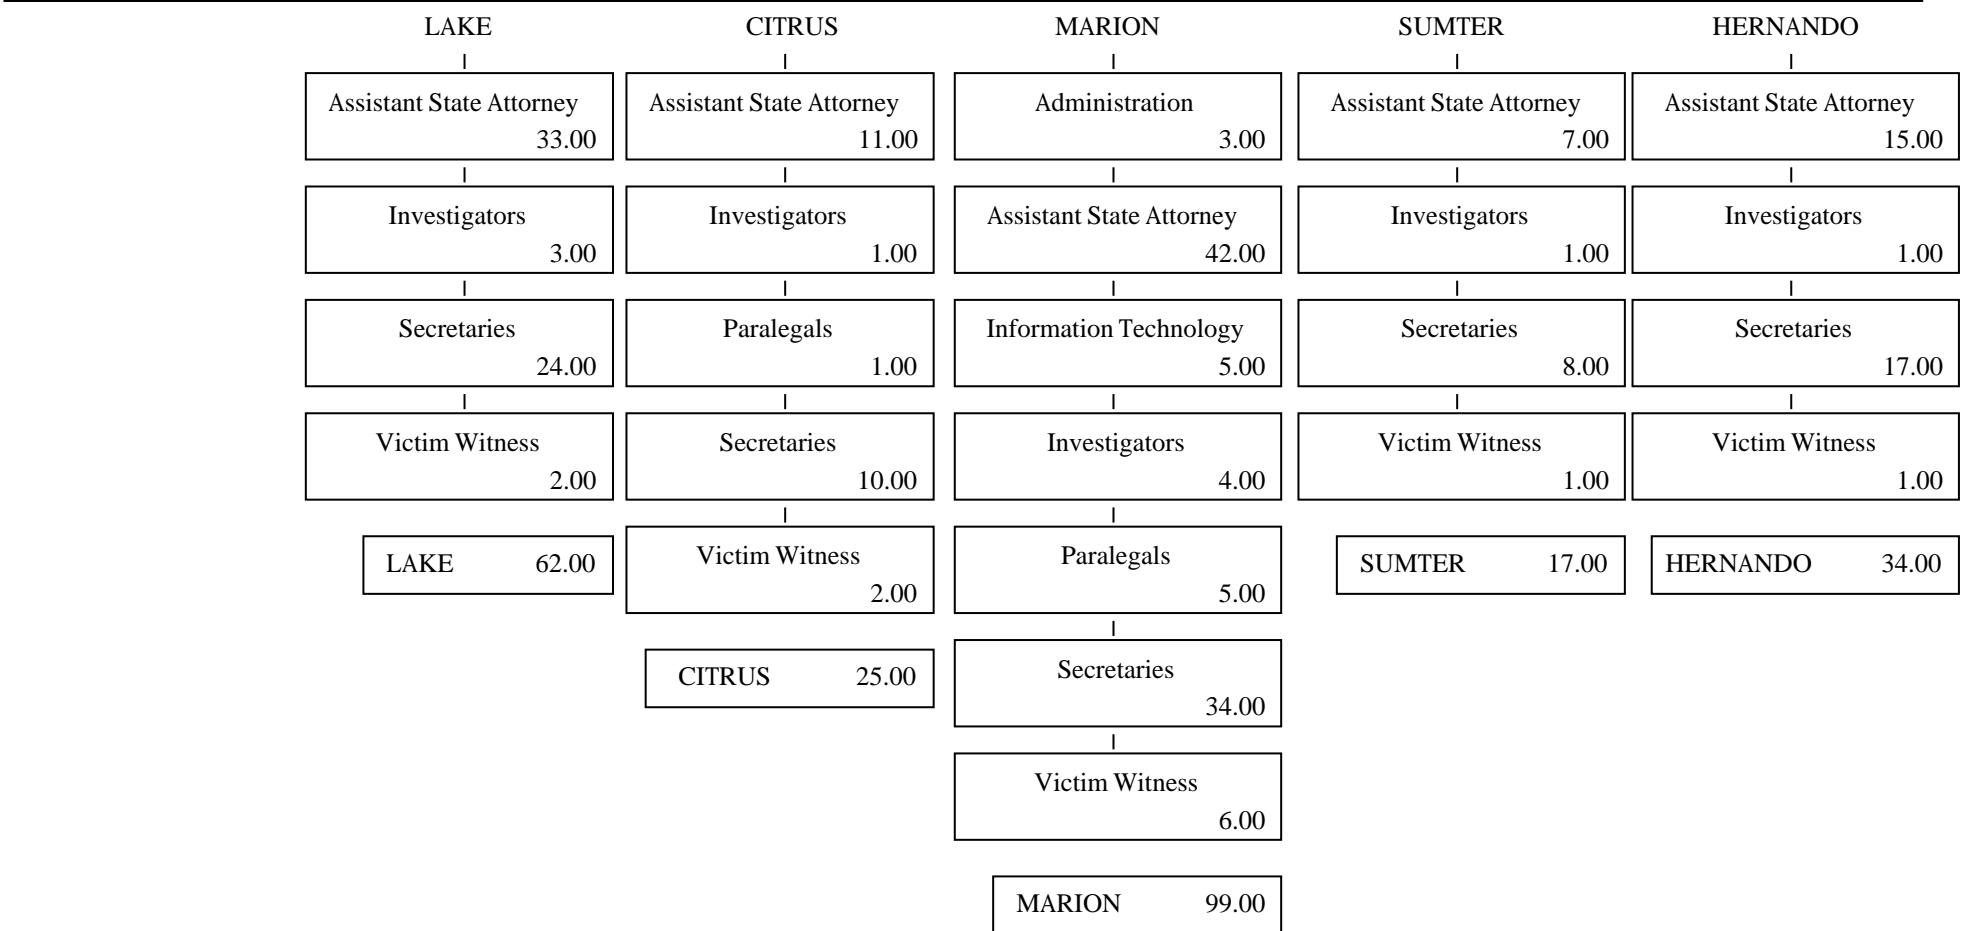 LAKE CITRUS MARION SUMTER HERNANDO
Assistant State Attorney Assistant State Attorney Administration Assistant State Attorney Assistant State Attorney
33.00 11.00 3.00 7.00 15.00
Investigators Investigators Assistant State Attorney Investigators Investigators
3.00 1.00 42.00 1.00 1.00
Secretaries Paralegals Information Technology Secretaries Secretaries
24.00 1.00 5.00 8.00 17.00
Victim Witness Secretaries Investigators Victim Witness Victim Witness
2.00 10.00 4.00 1.00 1.00
LAKE 62.00 Victim Witness Paralegals SUMTER 17.00 HERNANDO 34.00
2.00 5.00
CITRUS 25.00 Secretaries
34.00
Victim Witness
6.00
MARION 99.00